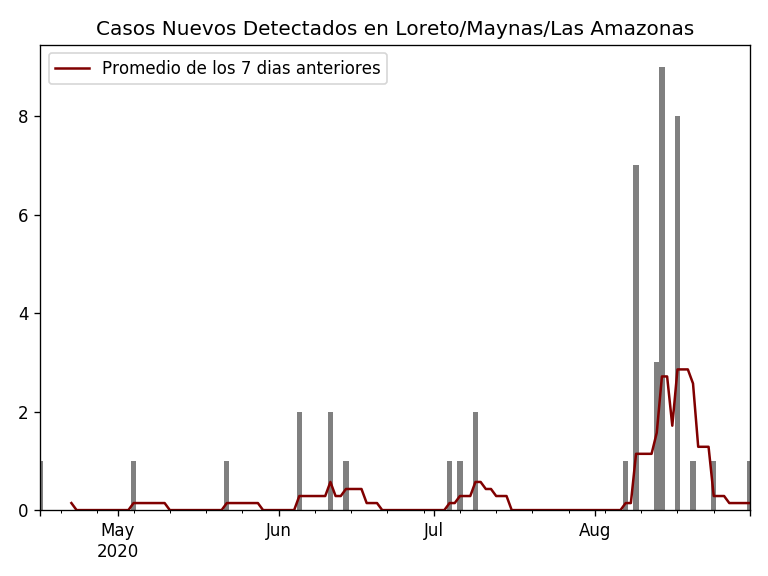 Casos Nuevos Detectados en Loreto/Maynas/Las Amazonas
Promedio de los 7 dias anteriores
8
6
4
2
0
May Jun Jul Aug
2020